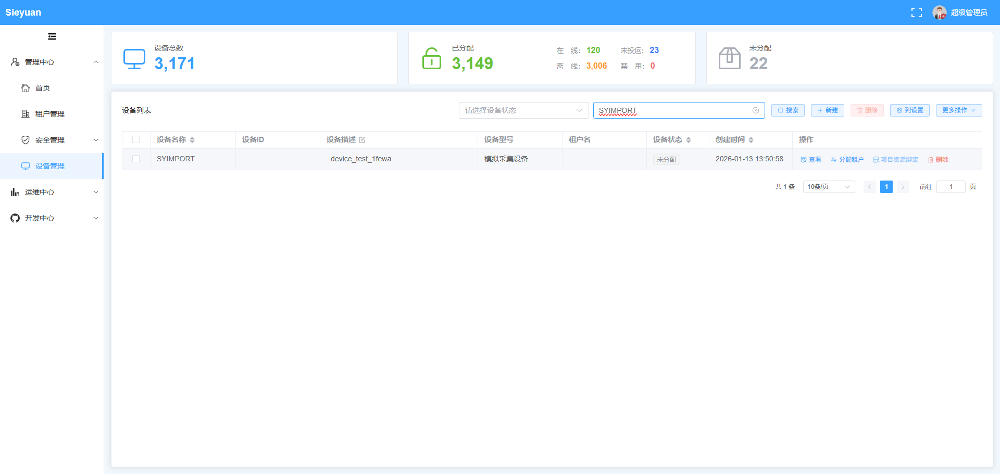 Sieyuan
超级管理员
管理中心
首页
租户管理
安全管理
设备管理
运维中心
开发中心
设备总数
3,171
已分配
3,149
在 线: 120
未投运: 23
离 线: 3,006
禁 用: 0
未分配
22
设备列表
请选择设备状态
SYIMPORT
搜索
新建
删除
列设置
更多操作
设备名称 设备ID 设备描述 设备型号 租户名 设备状态 创建时间 操作
SYIMPORT device_test_1fewa 模拟采集设备 未分配 2026-01-13 13:50:58 查看 分配租户 项目资源绑定 删除
共 1 条 10条/页 1 前往 1 页